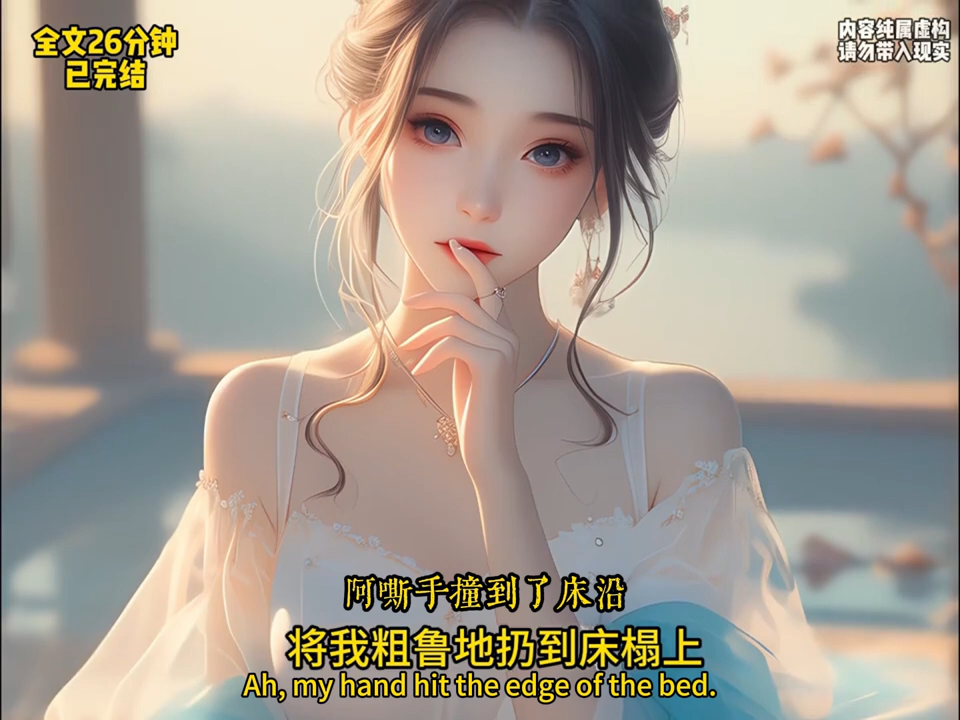 全文26分钟
已完结
内容纯属虚构
请勿带入现实
阿嘶手撞到了床沿
将我粗鲁地扔到床榻上
Ah, my hand hit the edge of the bed.